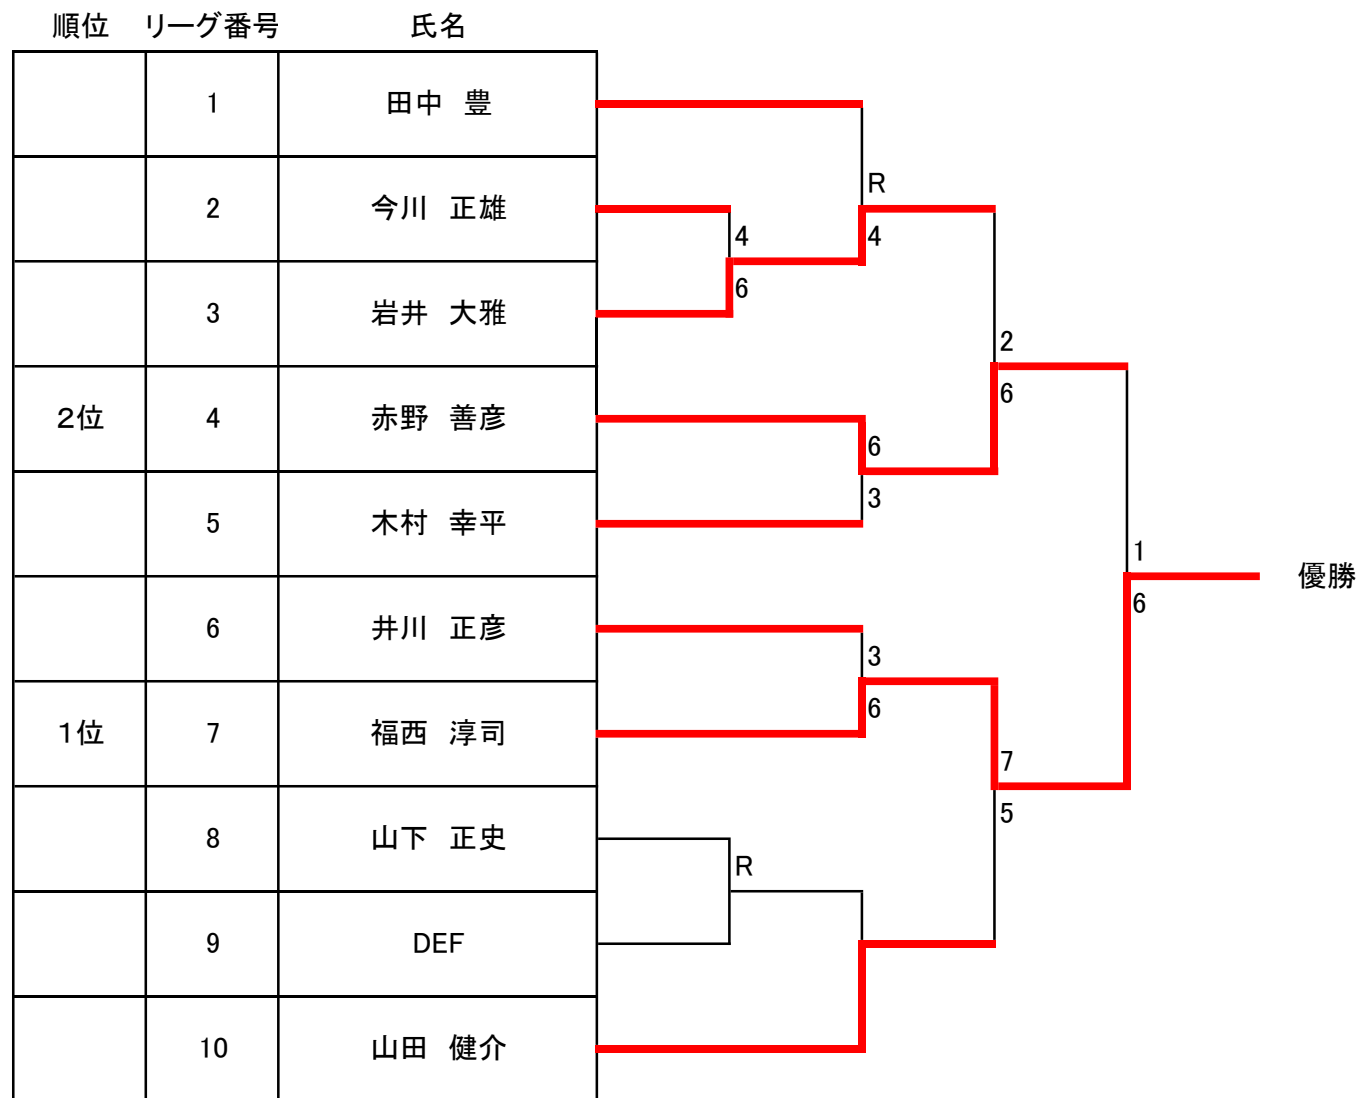 順位 リーグ番号 氏名
1 田中 豊
R
2 今川 正雄
4 4
6
3 岩井 大雅
2
6
2位 4 赤野 善彦
6
3
5 木村 幸平
1
優勝
6
6 井川 正彦
3
6
1位 7 福西 淳司
7
5
8 山下 正史
R
9 DEF
10 山田 健介